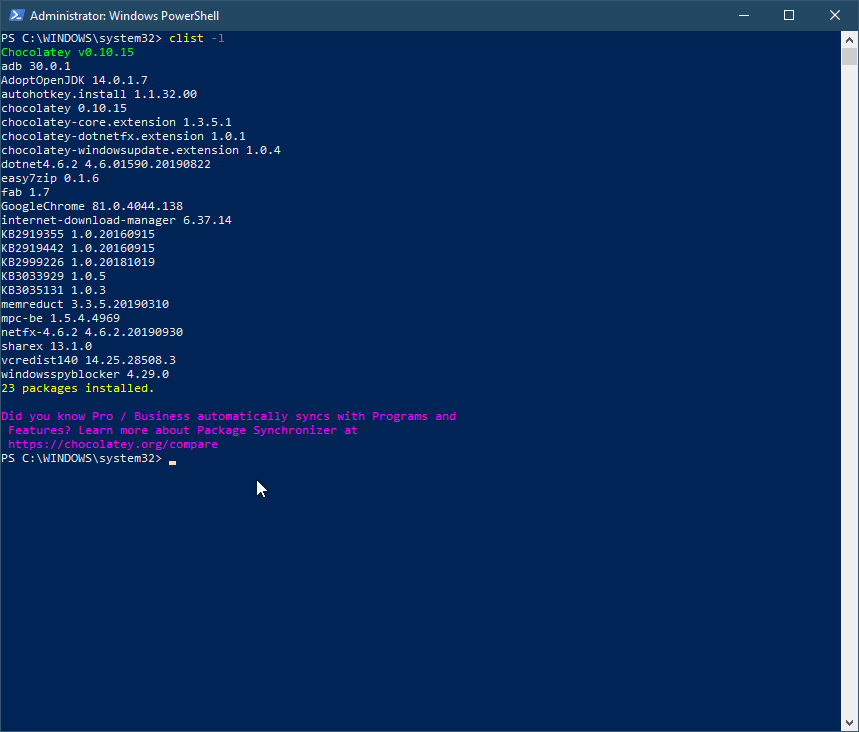 Administrator: Windows PowerShell
PS C:\WINDOWS\system32> clist -l
Chocolatey v0.10.15
adb 30.0.1
AdoptOpenJDK 14.0.1.7
autohotkey.install 1.1.32.00
chocolatey 0.10.15
chocolatey-core.extension 1.3.5.1
chocolatey-dotnetfx.extension 1.0.1
chocolatey-windowsupdate.extension 1.0.4
dotnet4.6.2 4.6.01590.20190822
easy7zip 0.1.6
fab 1.7
GoogleChrome 81.0.4044.138
internet-download-manager 6.37.14
KB2919355 1.0.20160915
KB2919442 1.0.20160915
KB2999226 1.0.20181019
KB3033929 1.0.5
KB3035131 1.0.3
memreduct 3.3.5.20190310
mpc-be 1.5.4.4969
netfx-4.6.2 4.6.2.20190930
sharex 13.1.0
vcredist140 14.25.28508.3
windowsspyblocker 4.29.0
23 packages installed.
Did you know Pro / Business automatically syncs with Programs and
Features? Learn more about Package Synchronizer at
https://chocolatey.org/compare
PS C:\WINDOWS\system32>